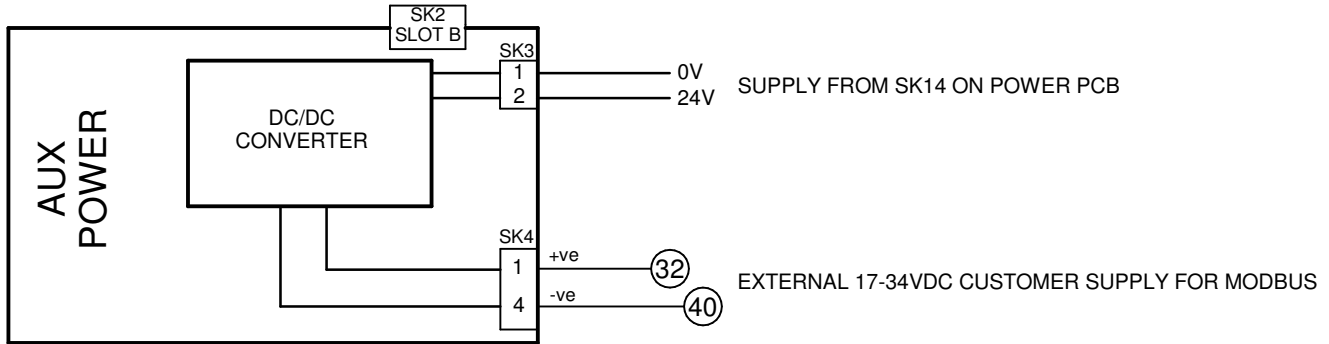 SK2
SLOT B
SK3
1
0V
2
24V
SUPPLY FROM SK14 ON POWER PCB
DC/DC
CONVERTER
AUX
POWER
SK4
1
+ve
32
4
-ve
40
EXTERNAL 17-34VDC CUSTOMER SUPPLY FOR MODBUS